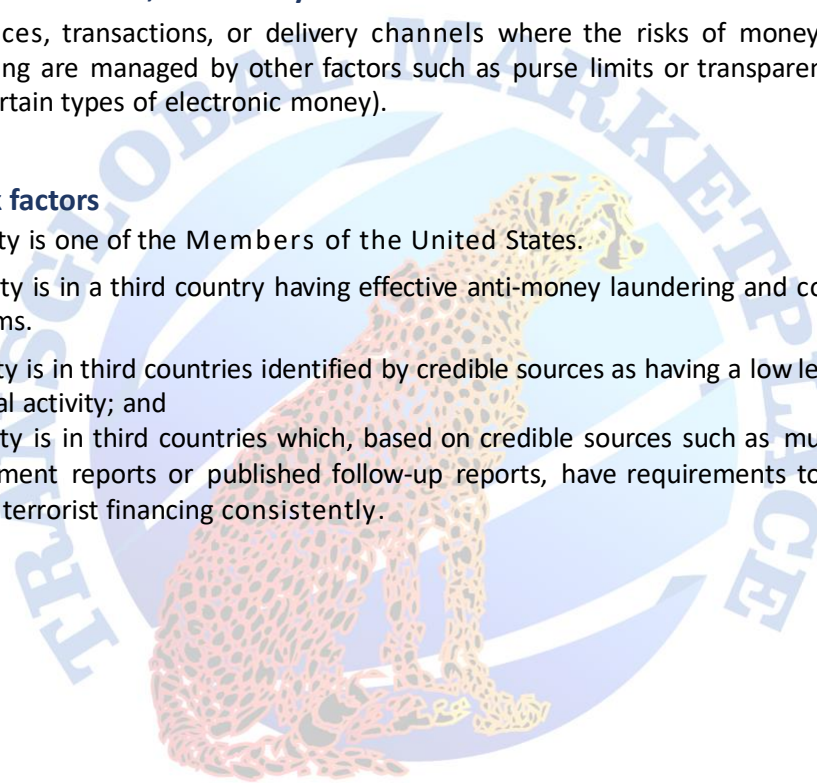 ces, transactions, or delivery channels where the risks of money
ng are managed by other factors such as purse limits or transparen
rtain types of electronic money).
factors
ty is one of the Members of the United States.
ty is in a third country having effective anti-money laundering and co
ms.
ty is in third countries identified by credible sources as having a low le
al activity; and
ty is in third countries which, based on credible sources such as mu
ment reports or published follow-up reports, have requirements to
terrorist financing consistently.
TRANSGLOBAL MARKETPLACE